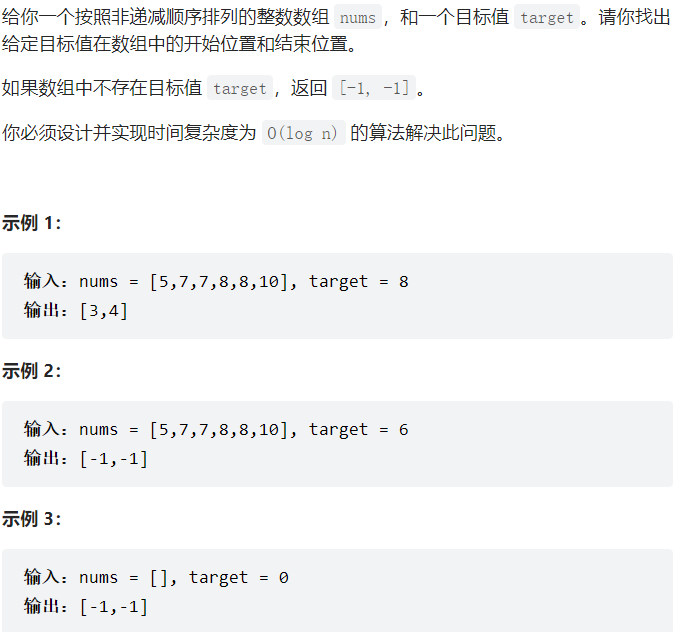 给你一个按照非递减顺序排列的整数数组 nums，和一个目标值 target。请你找出
给定目标值在数组中的开始位置和结束位置。
如果数组中不存在目标值 target，返回 [-1, -1]。
你必须设计并实现时间复杂度为 O(log n) 的算法解决此问题。
示例 1：
输入：nums = [5,7,7,8,8,10], target = 8
输出：[3,4]
示例 2：
输入：nums = [5,7,7,8,8,10], target = 6
输出：[-1,-1]
示例 3：
输入：nums = [], target = 0
输出：[-1,-1]